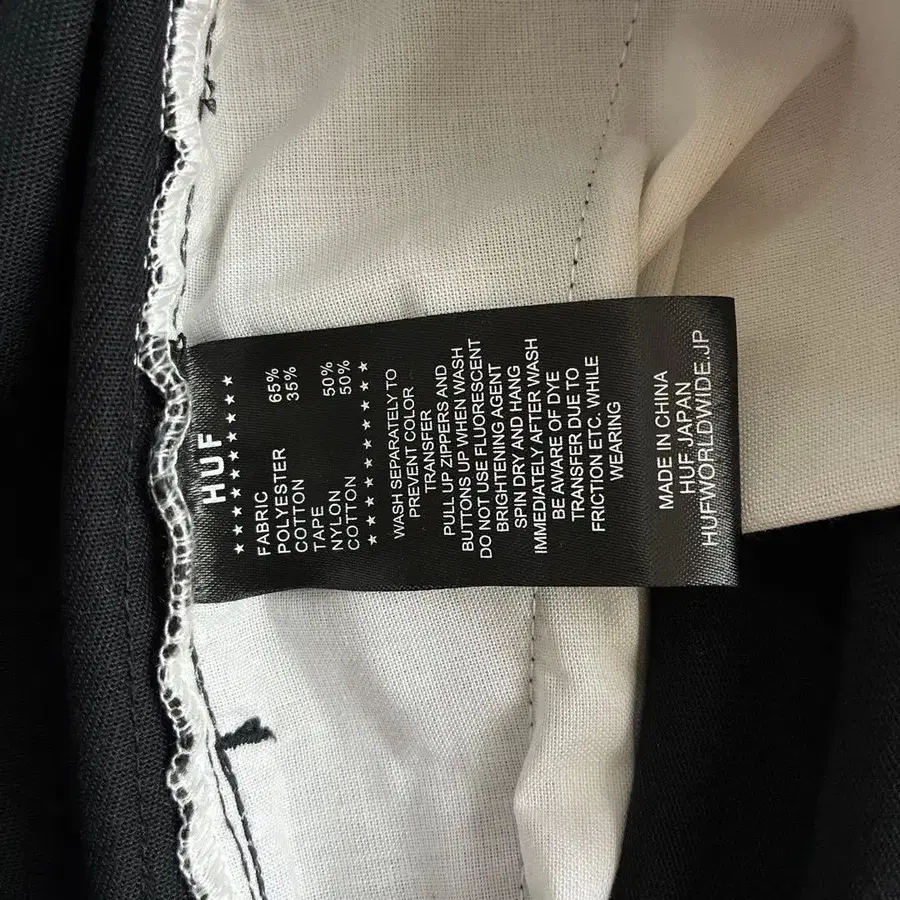 HUF
★★★★★★★★★★
FABRIC
POLYESTER 65%
COTTON 35%
TAPE
NYLON 50%
COTTON 50%
★★★★★★★★★★
WASH SEPARATELY TO
PREVENT COLOR
TRANSFER
PULL UP ZIPPERS AND
BUTTONS UP WHEN WASH
DO NOT USE FLUORESCENT
BRIGHTENING AGENT
SPIN DRY AND HANG
IMMEDIATELY AFTER WASH
BE AWARE OF DYE
TRANSFER DUE TO
FRICTION ETC. WHILE
WEARING
MADE IN CHINA
HUF JAPAN
HUFWORLDWIDE.JP